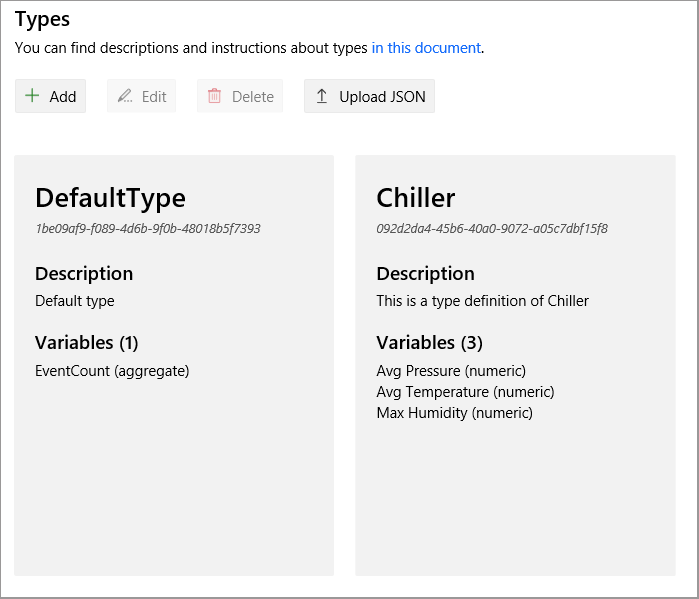 Types
You can find descriptions and instructions about types in this document.
Add
Edit
Delete
Upload JSON
DefaultType
1be09af9-f089-4d6b-9f0b-48018b5f7393
Description
Default type
Variables (1)
EventCount (aggregate)
Chiller
092d2da4-45b6-40a0-9072-a05c7dbf15f8
Description
This is a type definition of Chiller
Variables (3)
Avg Pressure (numeric)
Avg Temperature (numeric)
Max Humidity (numeric)